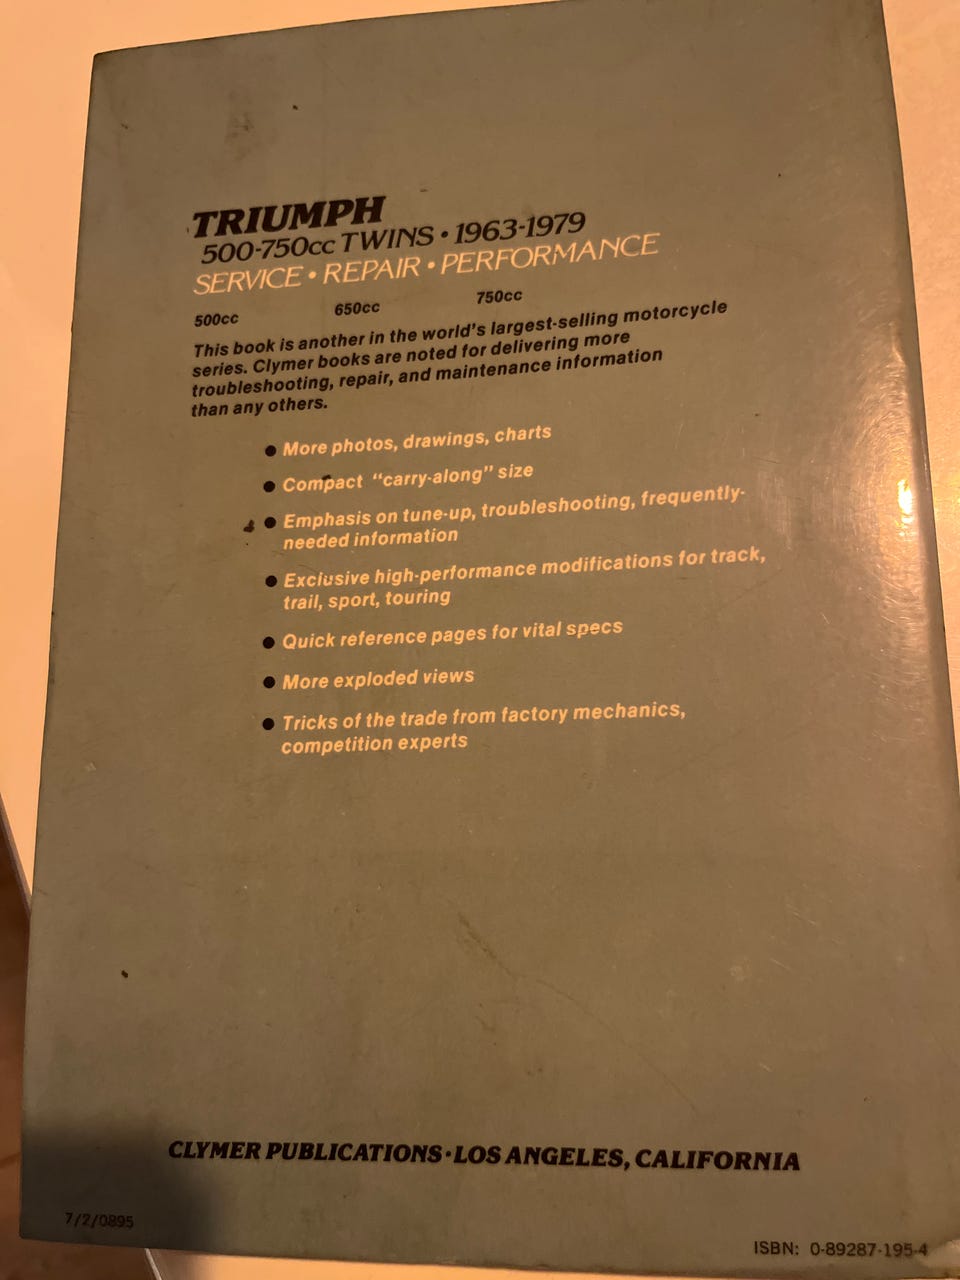 TRIUMPH
500-750cc TWINS • 1963-1979
SERVICE • REPAIR • PERFORMANCE
500cc 650cc 750cc
This book is another in the world's largest-selling motorcycle
series. Clymer books are noted for delivering more
troubleshooting, repair, and maintenance information
than any others.
● More photos, drawings, charts
● Compact "carry-along" size
● Emphasis on tune-up, troubleshooting, frequently-
needed information
● Exclusive high-performance modifications for track,
trail, sport, touring
● Quick reference pages for vital specs
● More exploded views
● Tricks of the trade from factory mechanics,
competition experts
CLYMER PUBLICATIONS • LOS ANGELES, CALIFORNIA
7/2/0895
ISBN: 0-89287-195-4